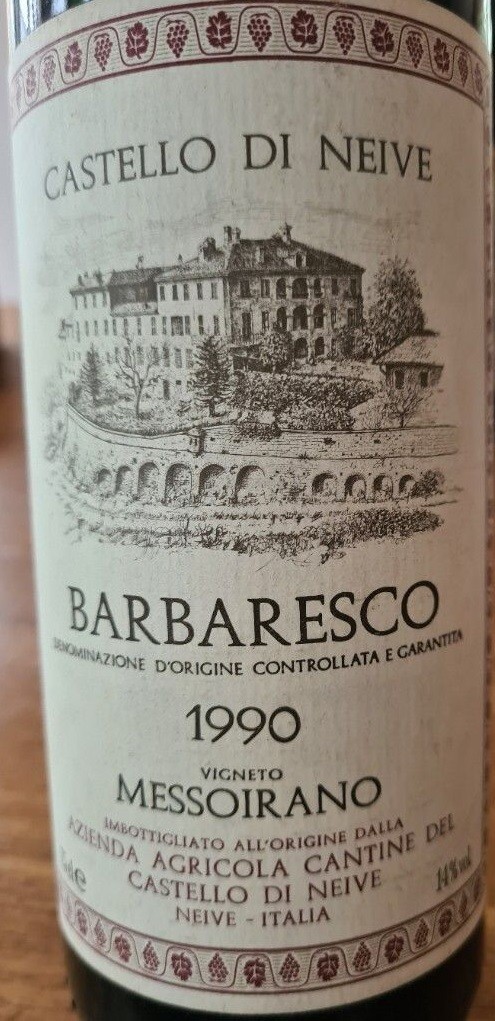 CASTELLO DI NEIVE
BARBARESCO
DENOMINAZIONE D'ORIGINE CONTROLLATA E GARANTITA
1990
VIGNETO
MESSOIRANO
IMBOTTIGLIATO ALL'ORIGINE DALLA
AZIENDA AGRICOLA CANTINE DEL
CASTELLO DI NEIVE
NEIVE - ITALIA
e
14% vol